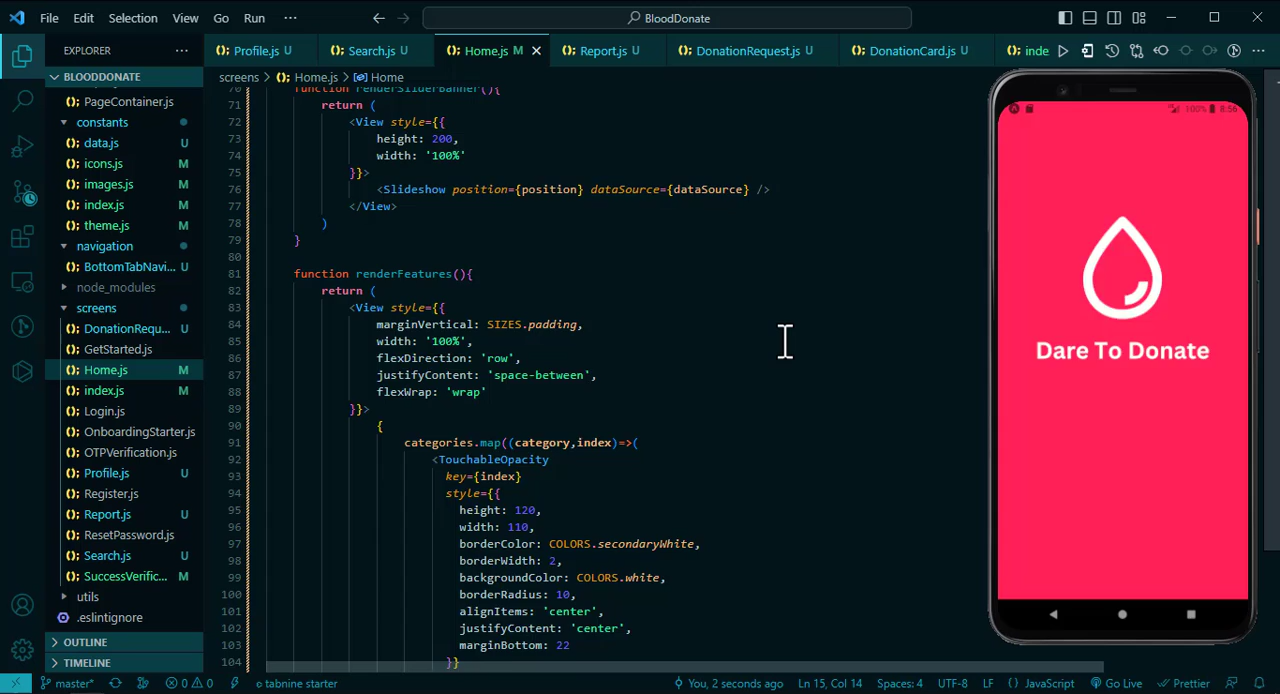 File Edit Selection View Go Run ··· BloodDonate
EXPLORER
Profile.js U
Search.js U
Home.js M
Report.js U
DonationRequest.js U
DonationCard.js U
inde
BLOODDONATE
PageContainer.js
constants
data.js U
icons.js M
images.js M
index.js M
theme.js M
navigation
BottomTabNavi... U
node_modules
screens
DonationRequ... U
GetStarted.js
Home.js M
index.js M
Login.js
OnboardingStarter.js
OTPVerification.js
Profile.js U
Register.js
Report.js U
ResetPassword.js
Search.js U
SuccessVerific... M
utils
.eslintignore
OUTLINE
TIMELINE
screens > Home.js > Home
70 function renderSliderBanner(){
71 return (
72 <View style={{
73 height: 200,
74 width: '100%'
75 }}>
76 <Slideshow position={position} dataSource={dataSource} />
77 </View>
78 )
79 }
80
81 function renderFeatures(){
82 return (
83 <View style={{
84 marginVertical: SIZES.padding,
85 width: '100%',
86 flexDirection: 'row',
87 justifyContent: 'space-between',
88 flexWrap: 'wrap'
89 }}>
90 {
91 categories.map((category,index)=>(
92 <TouchableOpacity
93 key={index}
94 style={{
95 height: 120,
96 width: 110,
97 borderColor: COLORS.secondaryWhite,
98 borderWidth: 2,
99 backgroundColor: COLORS.white,
100 borderRadius: 10,
101 alignItems: 'center',
102 justifyContent: 'center',
103 marginBottom: 22
104 }}
100% 8:56
Dare To Donate
master* 0 0 tabnine starter You, 2 seconds ago Ln 15, Col 14 Spaces: 4 UTF-8 LF JavaScript Go Live Prettier